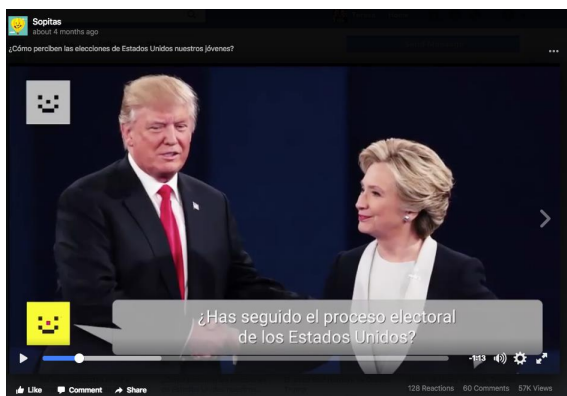 Sopitas
about 4 months ago
¿Cómo perciben las elecciones de Estados Unidos nuestros jóvenes?
¿Has seguido el proceso electoral
de los Estados Unidos?
-1:13
Like Comment Share
128 Reactions 60 Comments 57K Views